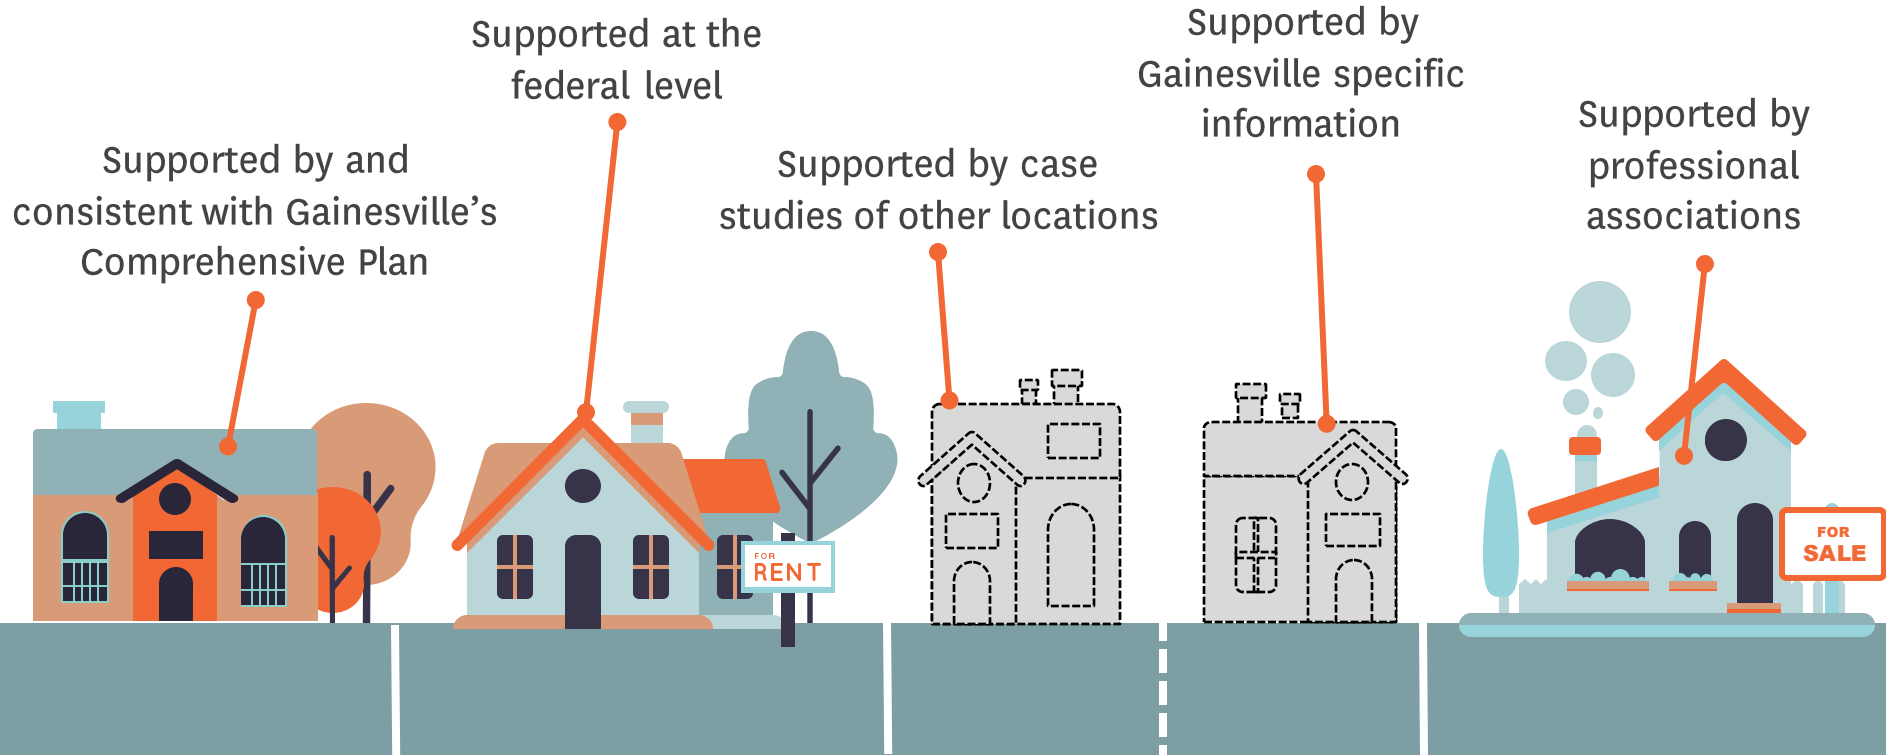 Supported by and
consistent with Gainesville's
Comprehensive Plan
Supported at the
federal level
Supported by case
studies of other locations
Supported by
Gainesville specific
information
Supported by
professional
associations
FOR
RENT
FOR
SALE